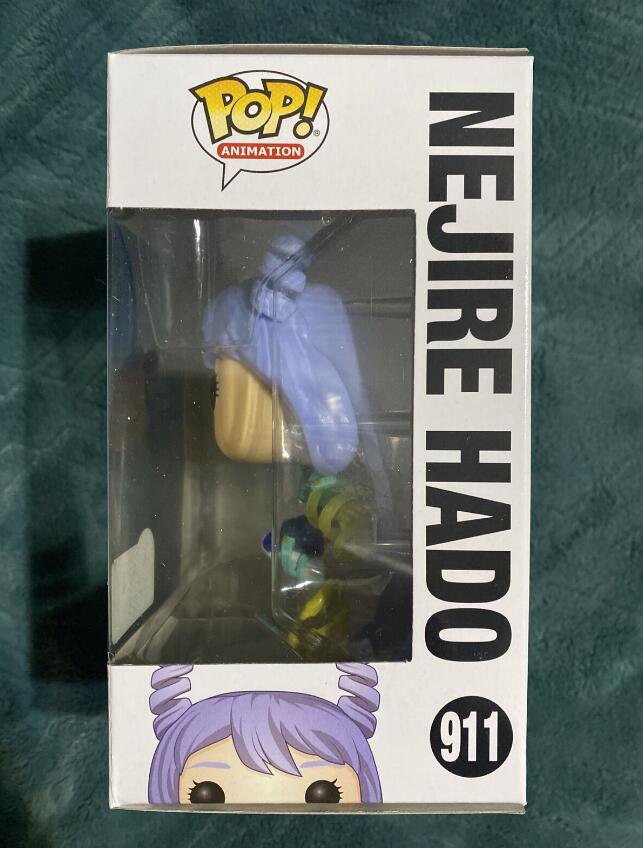 POP!
ANIMATION
NEJIRE HADO
911